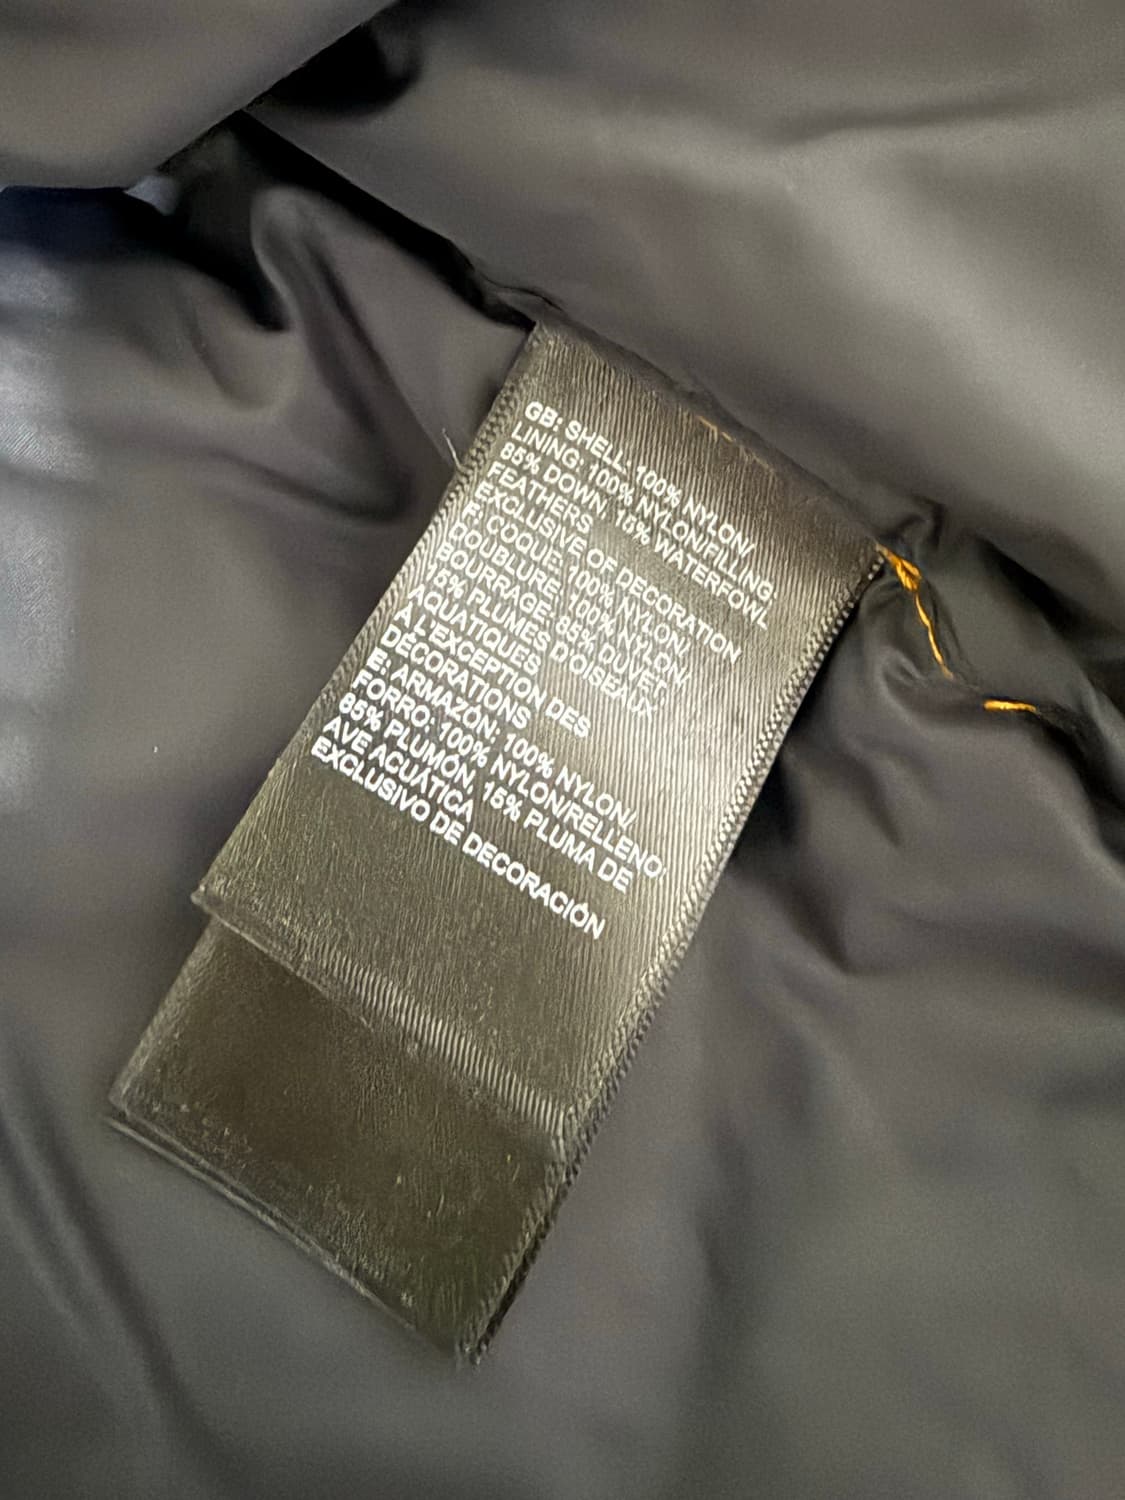 GB: SHELL, 100% NYLON/
LINING: 100% NYLON/FILLING,
85% DOWN, 15% WATERFOWL
FEATHERS
EXCLUSIVE OF DECORATION
F: COQUE: 100% NYLON,
DOUBLURE, 100% NYLON,
BOURRAGE, 85% DUVET,
15% PLUMES D'OISEAUX
AQUATIQUES,
À L'EXCEPTION DES
DÉCORATIONS
E: ARMAZÓN; 100% NYLON/,
FORRO: 100% NYLON/RELLENO,
85% PLUMÓN, 15% PLUMA DE
AVE ACUÁTICA
EXCLUSIVO DE DECORACIÓN